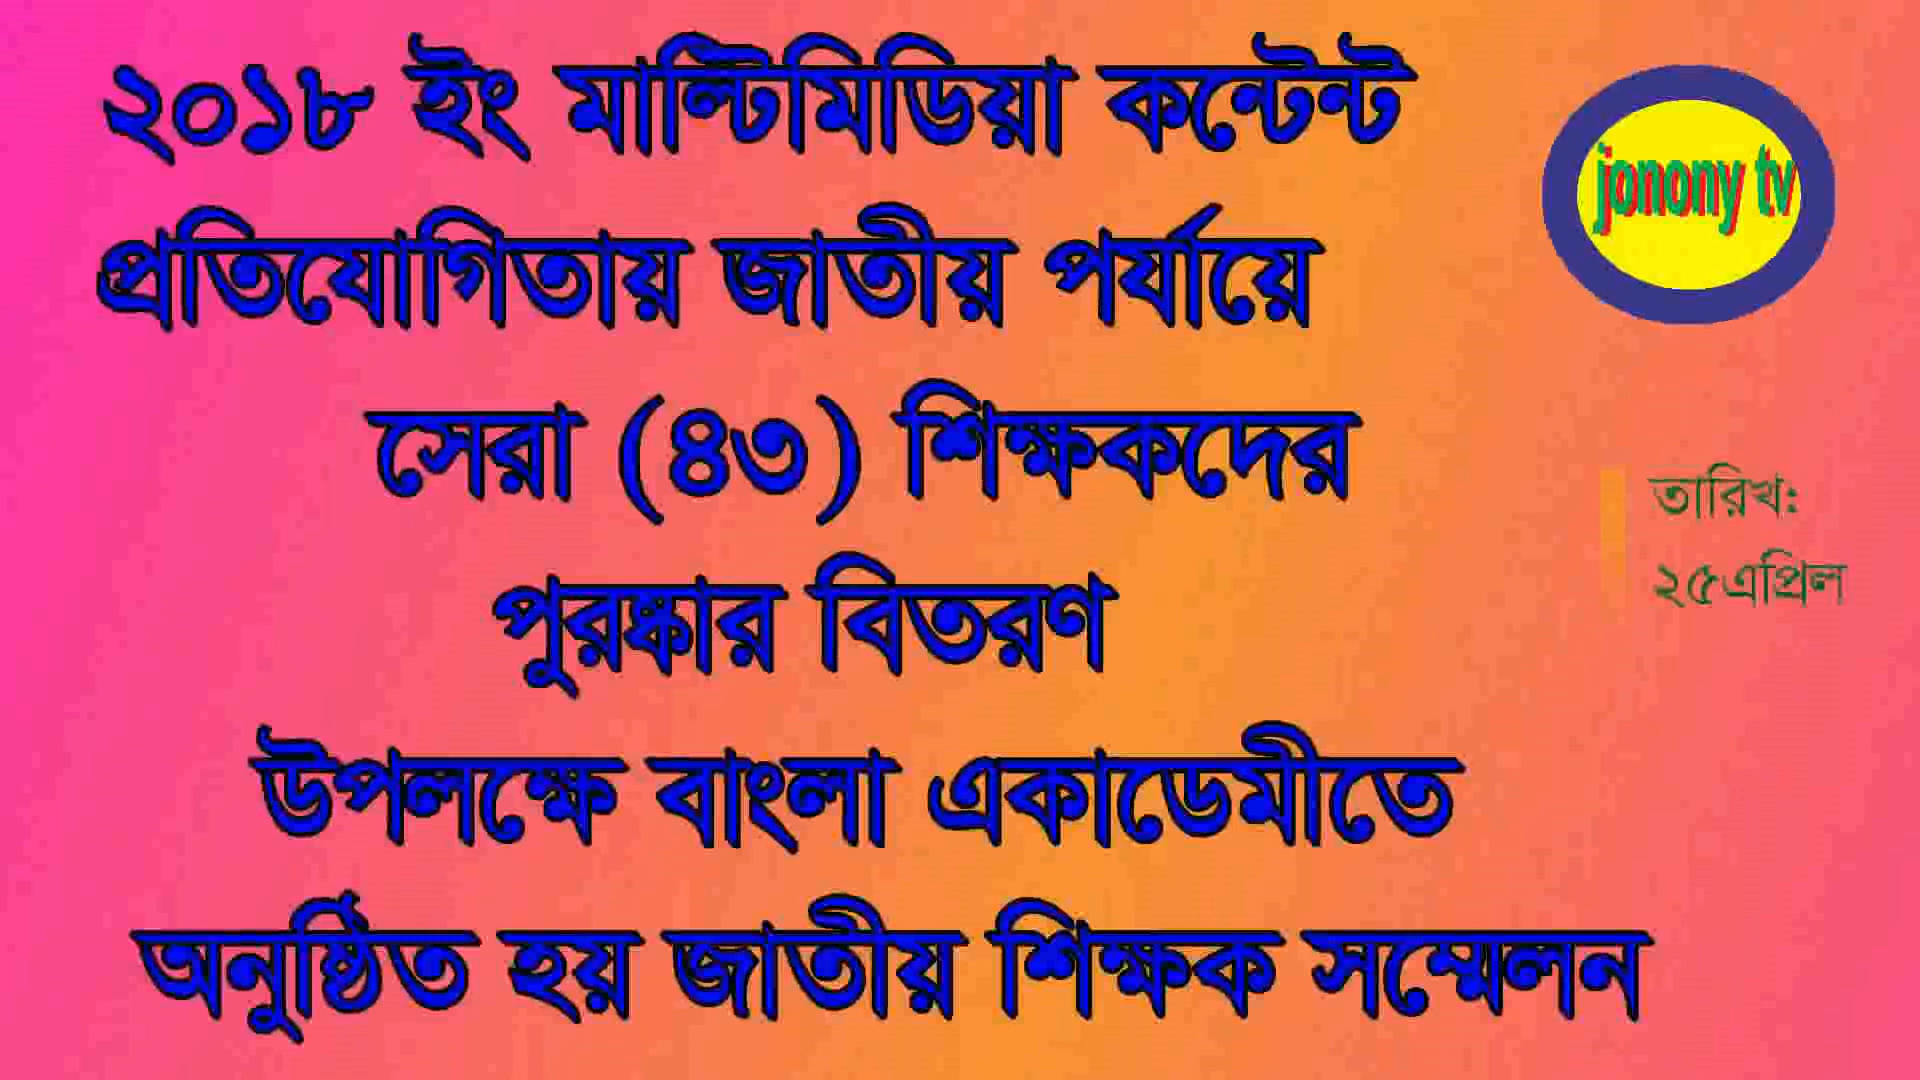 ২০১৮ ইং মাল্টিমিডিয়া কন্টেন্ট
প্রতিযোগিতায় জাতীয় পর্যায়ে
সেরা (৪৩) শিক্ষকদের
পুরষ্কার বিতরণ
উপলক্ষে বাংলা একাডেমীতে
অনুষ্ঠিত হয় জাতীয় শিক্ষক সম্মেলন
jonony tv
তারিখ:
২৫এপ্রিল